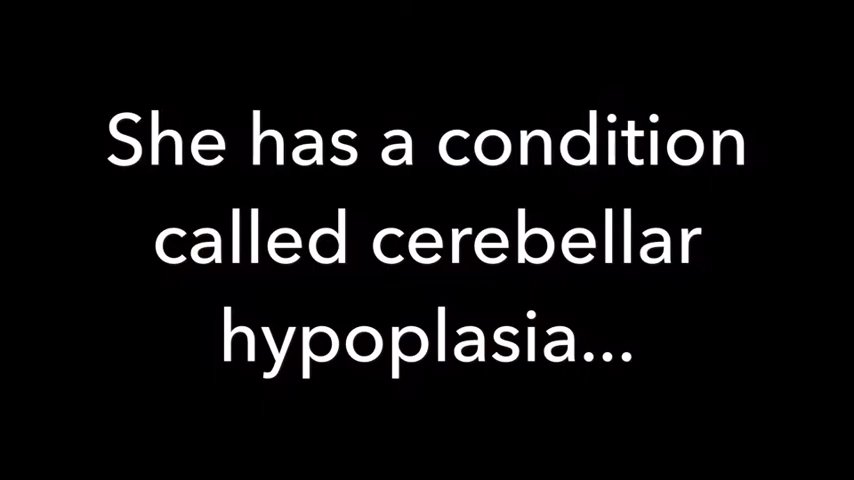 She has a condition
called cerebellar
hypoplasia...